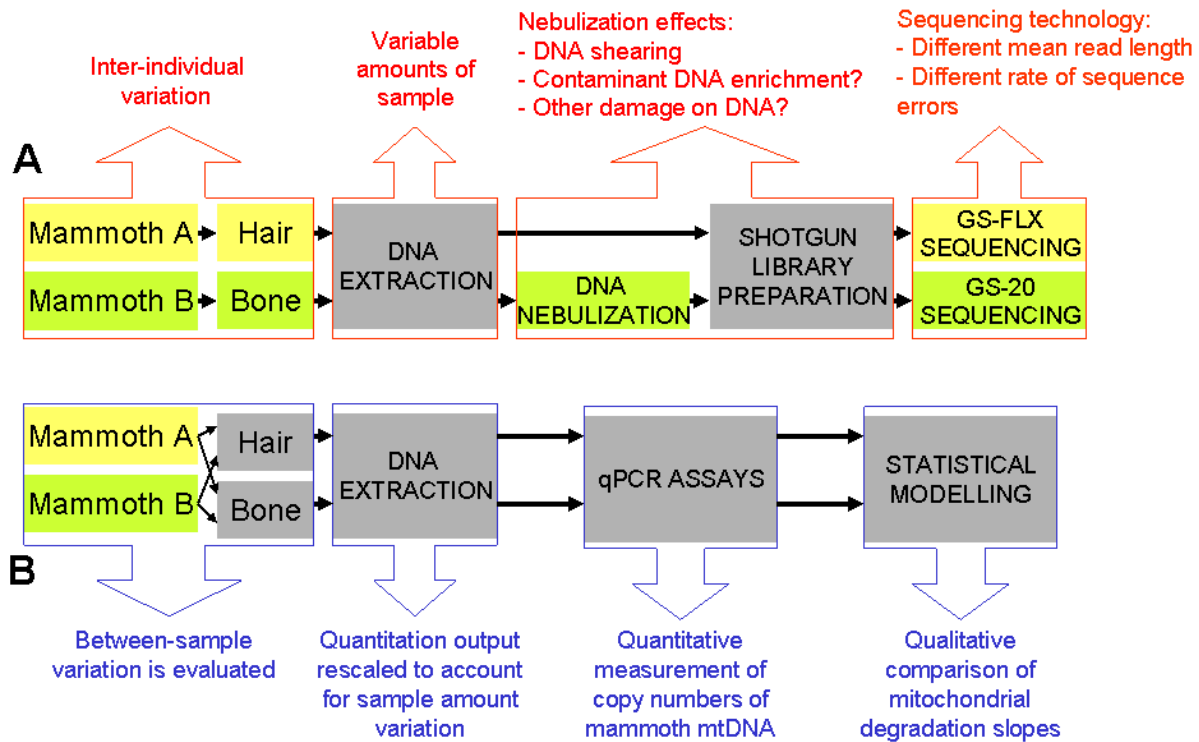 Inter-individual
variation
Variable
amounts of
sample
Nebulization effects:
- DNA shearing
- Contaminant DNA enrichment?
- Other damage on DNA?
Sequencing technology:
- Different mean read length
- Different rate of sequence
errors
A
Mammoth A
Hair
Mammoth B
Bone
DNA
EXTRACTION
DNA
NEBULIZATION
SHOTGUN
LIBRARY
PREPARATION
GS-FLX
SEQUENCING
GS-20
SEQUENCING
Mammoth A
Hair
Mammoth B
Bone
DNA
EXTRACTION
qPCR ASSAYS
STATISTICAL
MODELLING
B
Between-sample
variation is evaluated
Quantitation output
rescaled to account
for sample amount
variation
Quantitative
measurement of
copy numbers of
mammoth mtDNA
Qualitative
comparison of
mitochondrial
degradation slopes